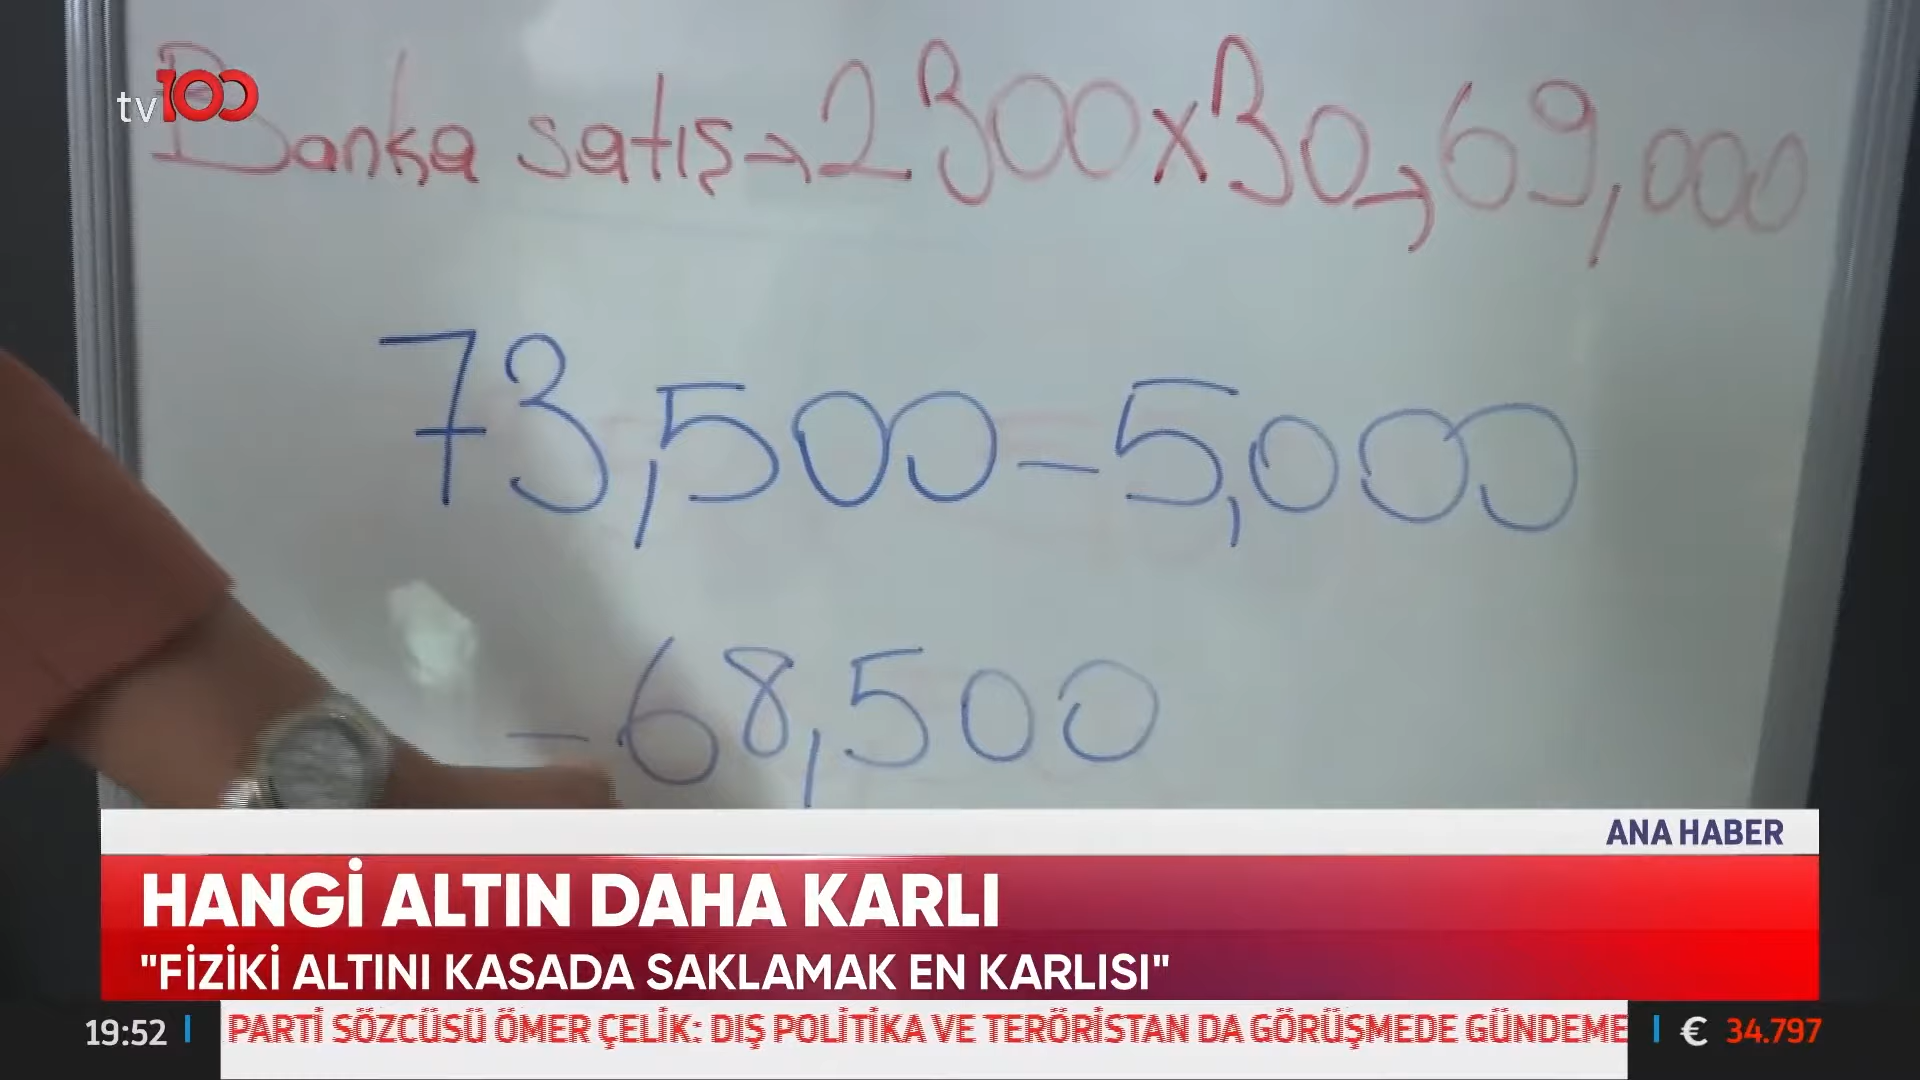 tv100
Banka satış → 2300x30 → 69,000
73,500 - 5,000
- 68,500
ANA HABER
HANGİ ALTIN DAHA KARLI
"FİZİKİ ALTINI KASADA SAKLAMAK EN KARLISI"
19:52 PARTİ SÖZCÜSÜ ÖMER ÇELİK: DIŞ POLİTİKA VE TERÖRİSTAN DA GÖRÜŞMEDE GÜNDEME € 34.797